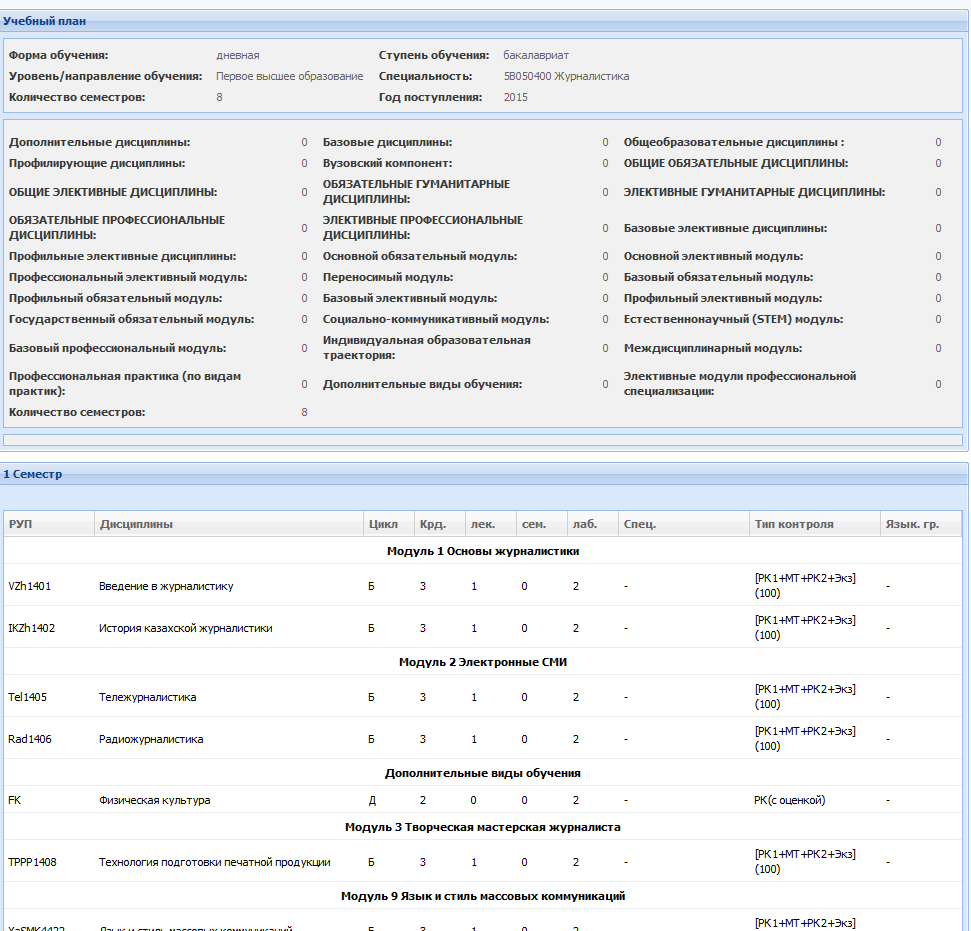 Учебный план
Форма обучения: дневная Ступень обучения: бакалавриат
Уровень/направление обучения: Первое высшее образование Специальность: 5В050400 Журналистика
Количество семестров: 8 Год поступления: 2015
Дополнительные дисциплины: 0 Базовые дисциплины: 0 Общеобразовательные дисциплины : 0
Профилирующие дисциплины: 0 Вузовский компонент: 0 ОБЩИЕ ОБЯЗАТЕЛЬНЫЕ ДИСЦИПЛИНЫ: 0
ОБЩИЕ ЭЛЕКТИВНЫЕ ДИСЦИПЛИНЫ: 0 ОБЯЗАТЕЛЬНЫЕ ГУМАНИТАРНЫЕ
ДИСЦИПЛИНЫ: 0 ЭЛЕКТИВНЫЕ ГУМАНИТАРНЫЕ ДИСЦИПЛИНЫ: 0
ОБЯЗАТЕЛЬНЫЕ ПРОФЕССИОНАЛЬНЫЕ
ДИСЦИПЛИНЫ: 0 ЭЛЕКТИВНЫЕ ПРОФЕССИОНАЛЬНЫЕ
ДИСЦИПЛИНЫ: 0 Базовые элективные дисциплины: 0
Профильные элективные дисциплины: 0 Основной обязательный модуль: 0 Основной элективный модуль: 0
Профессиональный элективный модуль: 0 Переносимый модуль: 0 Базовый обязательный модуль: 0
Профильный обязательный модуль: 0 Базовый элективный модуль: 0 Профильный элективный модуль: 0
Государственный обязательный модуль: 0 Социально-коммуникативный модуль: 0 Естественнонаучный (STEM) модуль: 0
Базовый профессиональный модуль: 0 Индивидуальная образовательная
траектория: 0 Междисциплинарный модуль: 0
Профессиональная практика (по видам
практик): 0 Дополнительные виды обучения: 0 Элективные модули профессиональной
специализации: 0
Количество семестров: 8
1 Семестр
РУП Дисциплины Цикл Крд. лек. сем. лаб. Спец. Тип контроля Язык. гр.
Модуль 1 Основы журналистики
VZh1401 Введение в журналистику Б 3 1 0 2 - [РК1+МТ+РК2+Экз]
(100) -
IKZh1402 История казахской журналистики Б 3 1 0 2 - [РК1+МТ+РК2+Экз]
(100) -
Модуль 2 Электронные СМИ
Tel1405 Тележурналистика Б 3 1 0 2 - [РК1+МТ+РК2+Экз]
(100) -
Rad1406 Радиожурналистика Б 3 1 0 2 - [РК1+МТ+РК2+Экз]
(100) -
Дополнительные виды обучения
FK Физическая культура Д 2 0 0 2 - РК(с оценкой) -
Модуль 3 Творческая мастерская журналиста
TPPP1408 Технология подготовки печатной продукции Б 3 1 0 2 - [РК1+МТ+РК2+Экз]
(100) -
Модуль 9 Язык и стиль массовых коммуникаций
Язык и стиль массовых коммуникаций Б 3 1 0 2 [РК1+МТ+РК2+Экз]